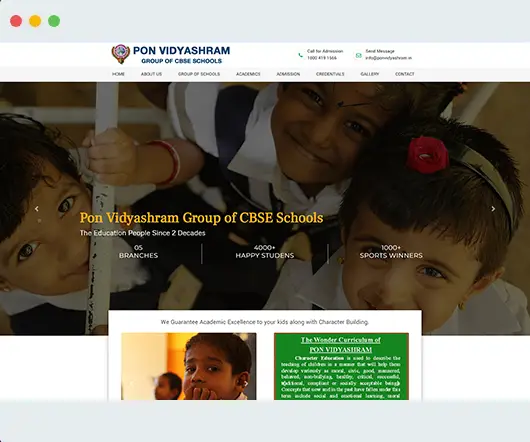 PON VIDYASHRAM
GROUP OF CBSE SCHOOLS
Call for Admission
1800 419 1566
Send Message
info@ponvidyashram.in
HOME ABOUT US GROUP OF SCHOOLS ACADEMICS ADMISSION CREDENTIALS GALLERY CONTACT
Pon Vidyashram Group of CBSE Schools
The Education People Since 2 Decades
05
BRANCHES
4000+
HAPPY STUDENS
1000+
SPORTS WINNERS
We Guarantee Academic Excellence to your kids along with Character Building.
The Wonder Curriculum of
PON VIDYASHRAM
Character Education is used to describe the
teaching of children in a manner that will help them
develop variously as moral, civic, good, mannered,
behaved, non-bullying, healthy, critical, successful,
traditional, compliant or socially acceptable beings.
Concepts that now and in the past have fallen under this
term include social and emotional learning, moral